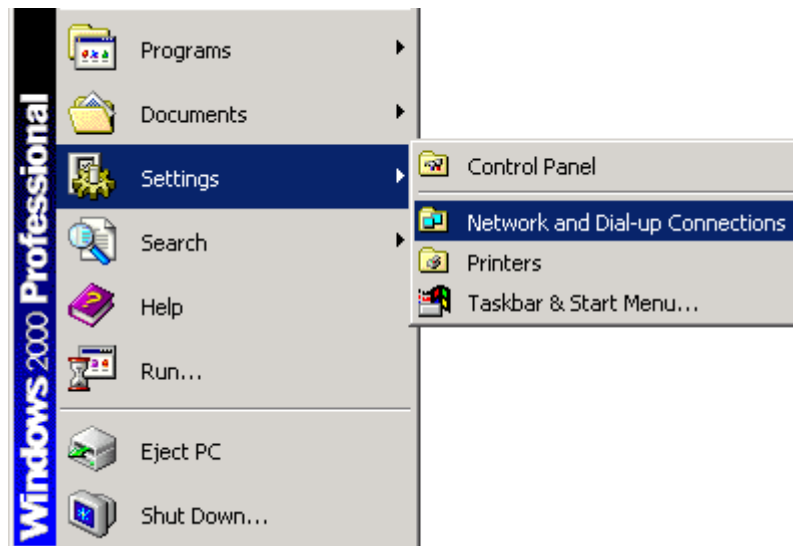 Windows 2000 Professional
Programs
Documents
Settings
Search
Help
Run...
Eject PC
Shut Down...
Control Panel
Network and Dial-up Connections
Printers
Taskbar & Start Menu...